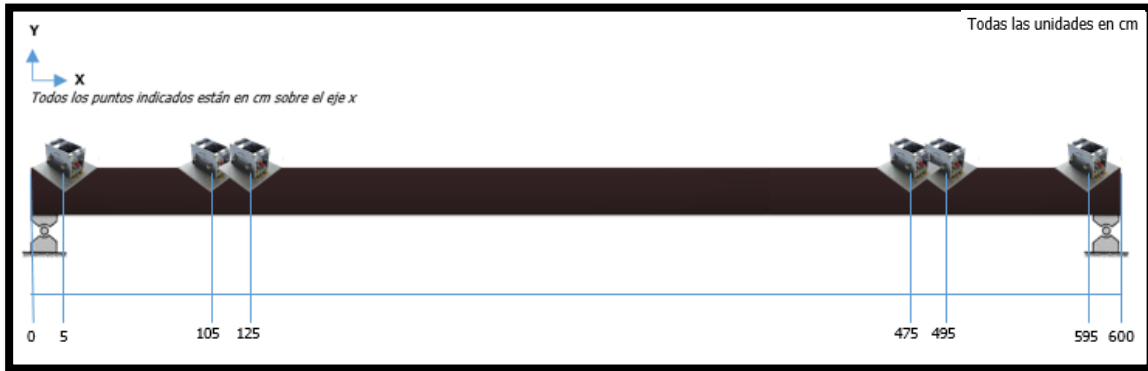 Todas las unidades en cm
Y
X
Todos los puntos indicados están en cm sobre el eje x
0 5 105 125 475 495 595 600